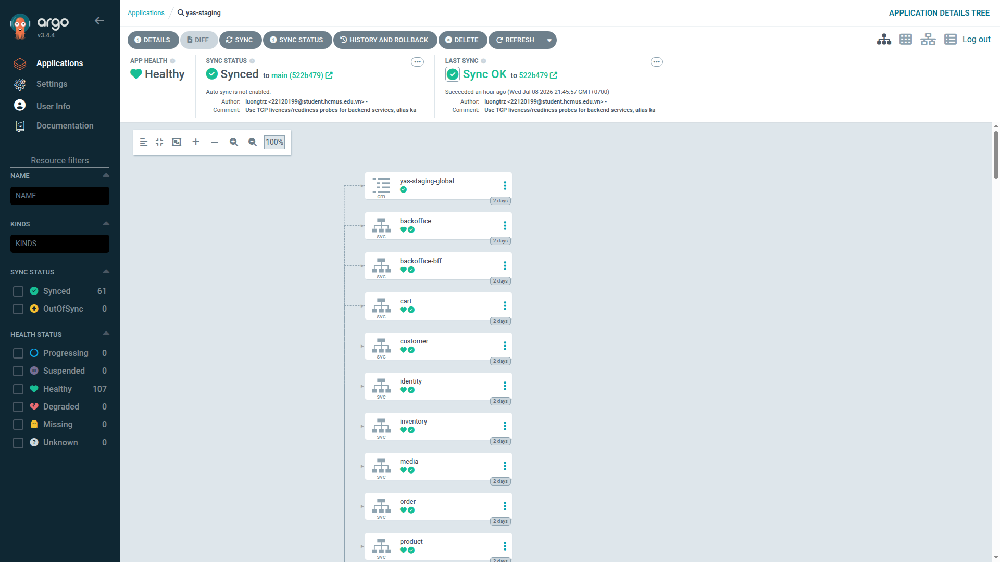 argo
v3.4.4
Applications
Settings
User Info
Documentation
Resource filters
NAME
NAME
KINDS
KINDS
SYNC STATUS
Synced 61
OutOfSync 0
HEALTH STATUS
Progressing 0
Suspended 0
Healthy 107
Degraded 0
Missing 0
Unknown 0
Applications / yas-staging
APPLICATION DETAILS TREE
DETAILS DIFF SYNC SYNC STATUS HISTORY AND ROLLBACK DELETE REFRESH
Log out
APP HEALTH
Healthy
SYNC STATUS
Synced to main (522b479)
Auto sync is not enabled.
Author: luongtrz <22120199@student.hcmus.edu.vn> -
Comment: Use TCP liveness/readiness probes for backend services, alias ka
LAST SYNC
Sync OK to 522b479
Succeeded an hour ago (Wed Jul 08 2026 21:45:57 GMT+0700)
Author: luongtrz <22120199@student.hcmus.edu.vn> -
Comment: Use TCP liveness/readiness probes for backend services, alias ka
100%
yas-staging-global
cm
2 days
backoffice
svc
2 days
backoffice-bff
svc
2 days
cart
svc
2 days
customer
svc
2 days
identity
svc
2 days
inventory
svc
2 days
media
svc
2 days
order
svc
2 days
product
svc
2 days